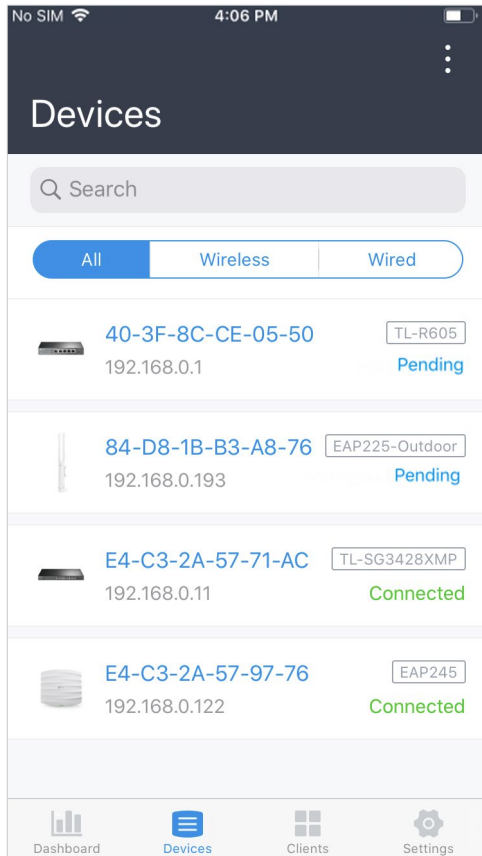 No SIM 4:06 PM
Devices
Search
All Wireless Wired
40-3F-8C-CE-05-50 TL-R605
192.168.0.1 Pending
84-D8-1B-B3-A8-76 EAP225-Outdoor
192.168.0.193 Pending
E4-C3-2A-57-71-AC TL-SG3428XMP
192.168.0.11 Connected
E4-C3-2A-57-97-76 EAP245
192.168.0.122 Connected
Dashboard Devices Clients Settings